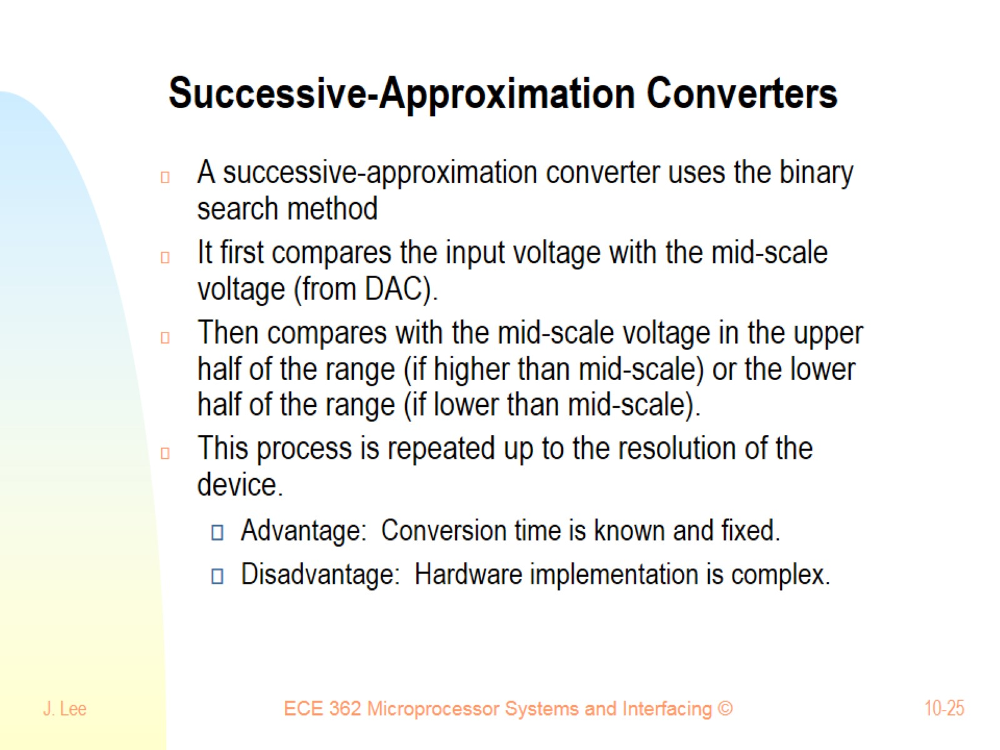 Successive-Approximation Converters
A successive-approximation converter uses the binary
search method
It first compares the input voltage with the mid-scale
voltage (from DAC).
Then compares with the mid-scale voltage in the upper
half of the range (if higher than mid-scale) or the lower
half of the range (if lower than mid-scale).
This process is repeated up to the resolution of the
device.
Advantage:  Conversion time is known and fixed.
Disadvantage:  Hardware implementation is complex.
J. Lee
ECE 362 Microprocessor Systems and Interfacing ©
10-25